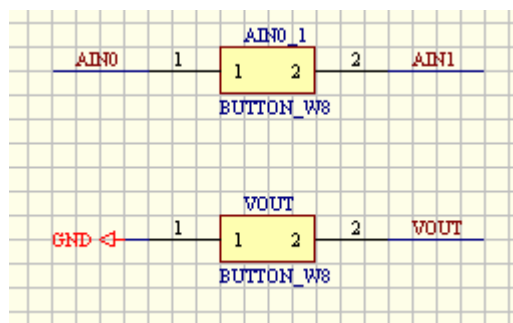 AIN0_1
AIN0 1 1 2 2 AIN1
BUTTON_W8
VOUT
GND 1 1 2 2 VOUT
BUTTON_W8